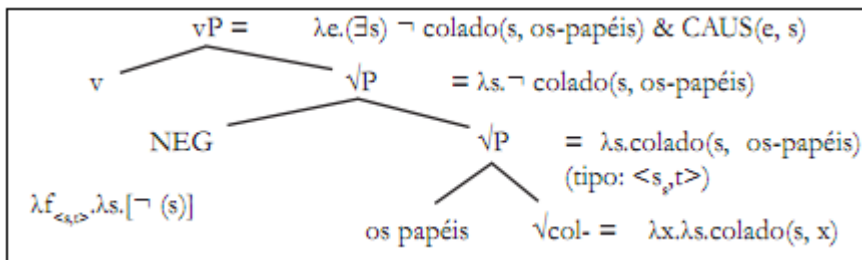 vP = λe.(∃s) ¬ colado(s, os-papéis) & CAUS(e, s)
v √P = λs.¬ colado(s, os-papéis)
NEG √P = λs.colado(s, os-papéis)
(tipo: <s,t>)
λf<s,t>.λs.[¬ (s)]
os papéis √col- = λx.λs.colado(s, x)